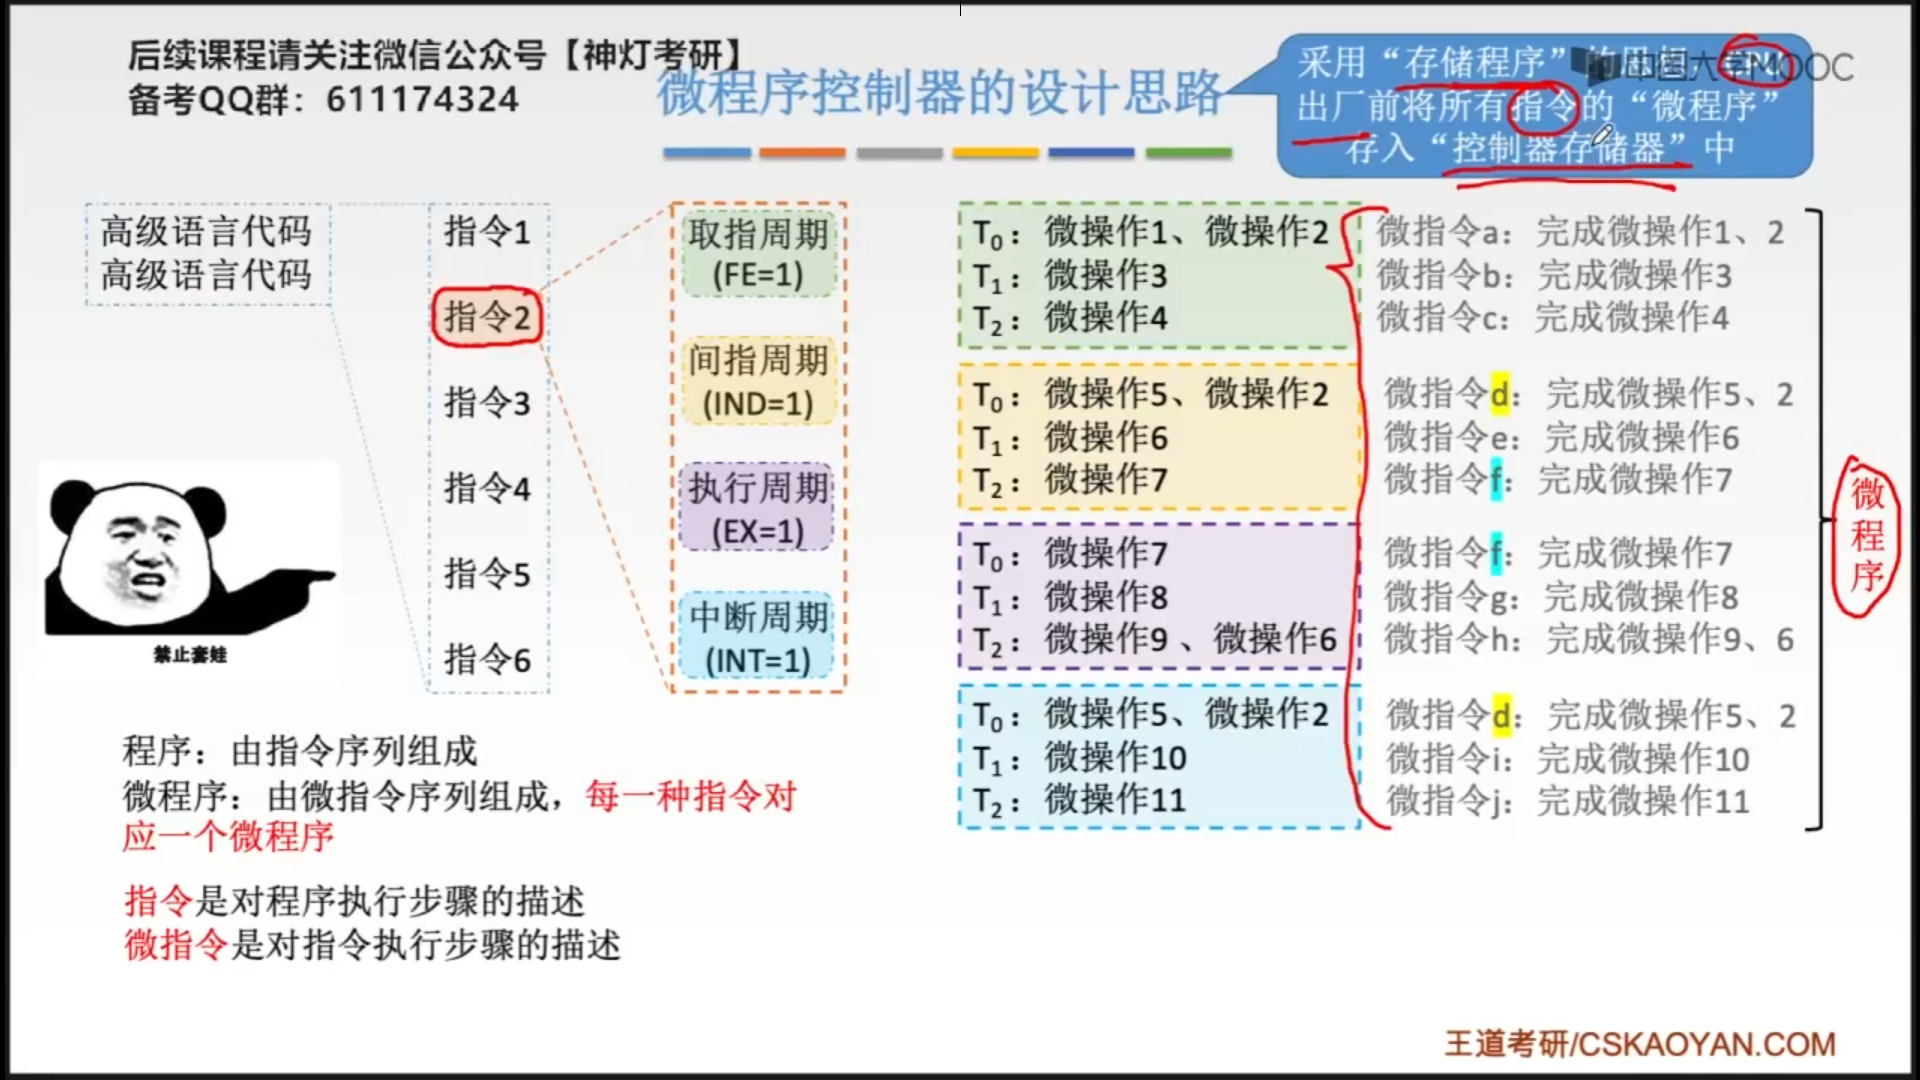 后续课程请关注微信公众号【神灯考研】
备考QQ群：611174324
微程序控制器的设计思路
采用“存储程序”的思想，CPU
中国大学MOOC
出厂前将所有指令的“微程序”
存入“控制器存储器”中
高级语言代码
高级语言代码
指令1
指令2
指令3
指令4
指令5
指令6
取指周期
(FE=1)
间指周期
(IND=1)
执行周期
(EX=1)
中断周期
(INT=1)
T0：微操作1、微操作2
T1：微操作3
T2：微操作4
T0：微操作5、微操作2
T1：微操作6
T2：微操作7
T0：微操作7
T1：微操作8
T2：微操作9 、微操作6
T0：微操作5、微操作2
T1：微操作10
T2：微操作11
微指令a：完成微操作1、2
微指令b：完成微操作3
微指令c：完成微操作4
微指令d：完成微操作5、2
微指令e：完成微操作6
微指令f：完成微操作7
微指令f：完成微操作7
微指令g：完成微操作8
微指令h：完成微操作9、6
微指令d：完成微操作5、2
微指令i：完成微操作10
微指令j：完成微操作11
微程序
禁止套娃
程序：由指令序列组成
微程序：由微指令序列组成，每一种指令对
应一个微程序
指令是对程序执行步骤的描述
微指令是对指令执行步骤的描述
王道考研/CSKAOYAN.COM